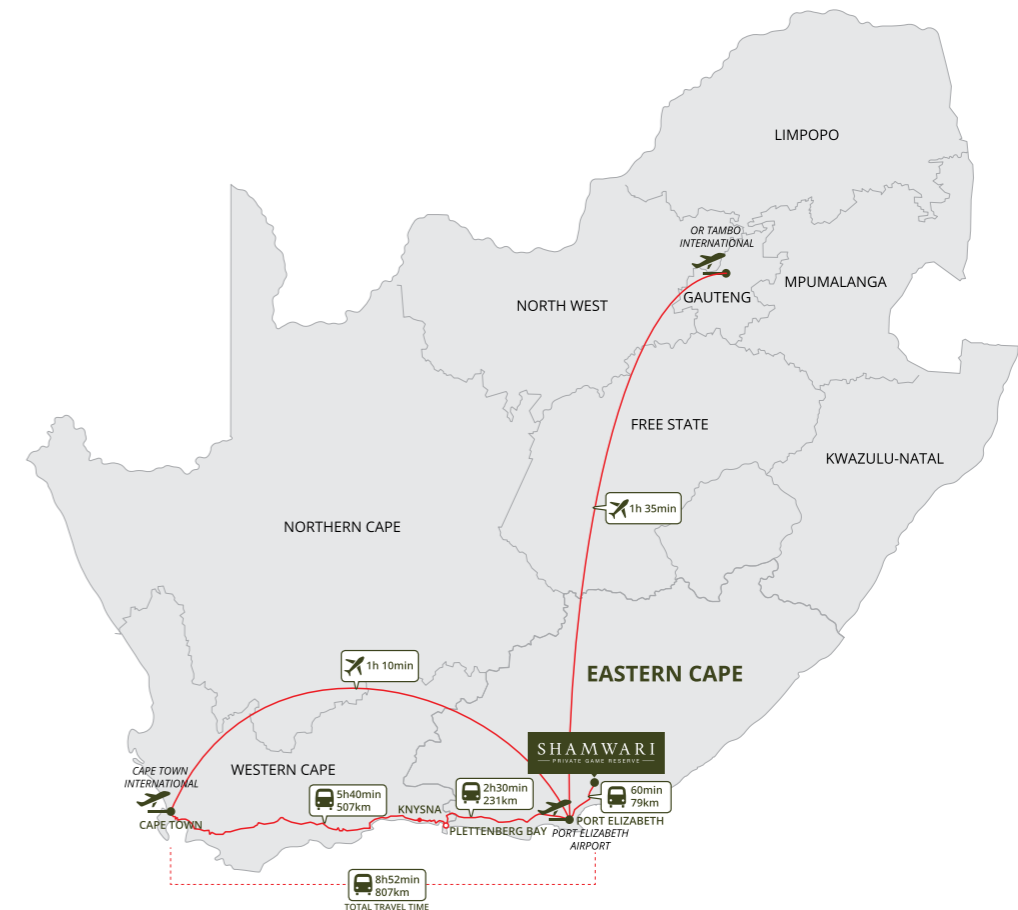 LIMPOPO
OR TAMBO
INTERNATIONAL
GAUTENG
MPUMALANGA
NORTH WEST
FREE STATE
KWAZULU-NATAL
1h 35min
NORTHERN CAPE
1h 10min
EASTERN CAPE
SHAMWARI
PRIVATE GAME RESERVE
CAPE TOWN
INTERNATIONAL
WESTERN CAPE
CAPE TOWN
5h40min
507km
KNYSNA
2h30min
231km
PLETTENBERG BAY
60min
79km
PORT ELIZABETH
PORT ELIZABETH
AIRPORT
8h52min
807km
TOTAL TRAVEL TIME